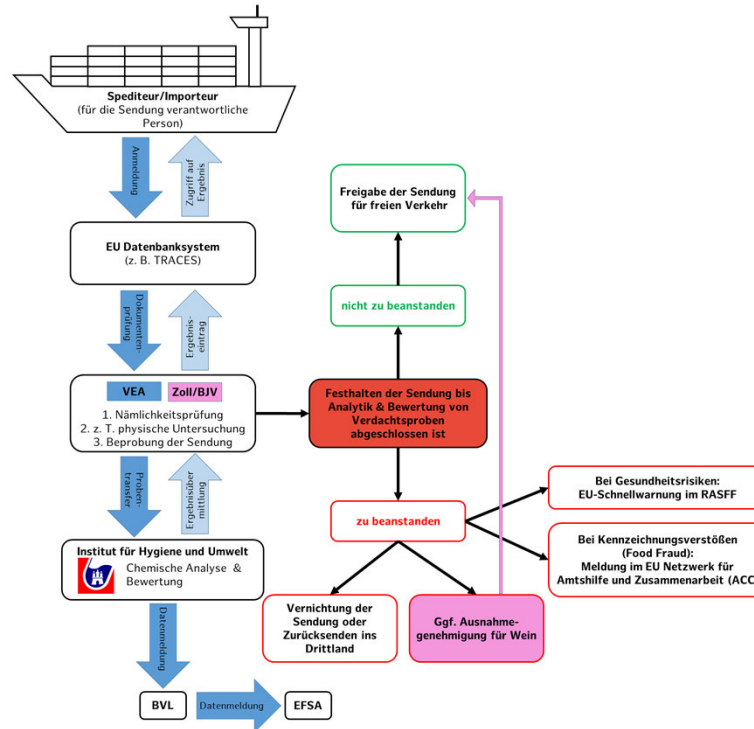 Spediteur/Importeur
(für die Sendung verantwortliche
Person)
Anmeldung
Zugriff auf
Ergebnis
EU Datenbanksystem
(z. B. TRACES)
Dokumenten-
prüfung
Ergebnis-
eintrag
VEA
Zoll/BJV
1. Nämlichkeitsprüfung
2. z. T. physische Untersuchung
3. Beprobung der Sendung
Proben-
transfer
Ergebnisüber
mittlung
Institut für Hygiene und Umwelt
Chemische Analyse &
Bewertung
Datenmeldung
BVL
Datenmeldung
EFSA
Freigabe der Sendung
für freien Verkehr
nicht zu beanstanden
Festhalten der Sendung bis
Analytik & Bewertung von
Verdachtsproben
abgeschlossen ist
zu beanstanden
Bei Gesundheitsrisiken:
EU-Schnellwarnung im RASFF
Bei Kennzeichnungsverstößen
(Food Fraud):
Meldung im EU Netzwerk für
Amtshilfe und Zusammenarbeit (ACC
Vernichtung der
Sendung oder
Zurücksenden ins
Drittland
Ggf. Ausnahme-
genehmigung für Wein